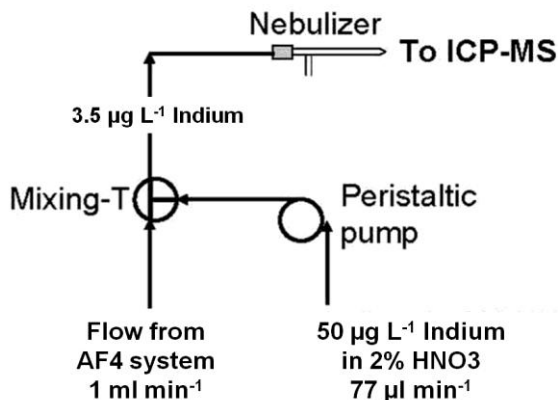 Nebulizer
To ICP-MS
3.5 µg L⁻¹ Indium
Mixing-T
Peristaltic
pump
Flow from
AF4 system
1 ml min⁻¹
50 µg L⁻¹ Indium
in 2% HNO3
77 µl min⁻¹